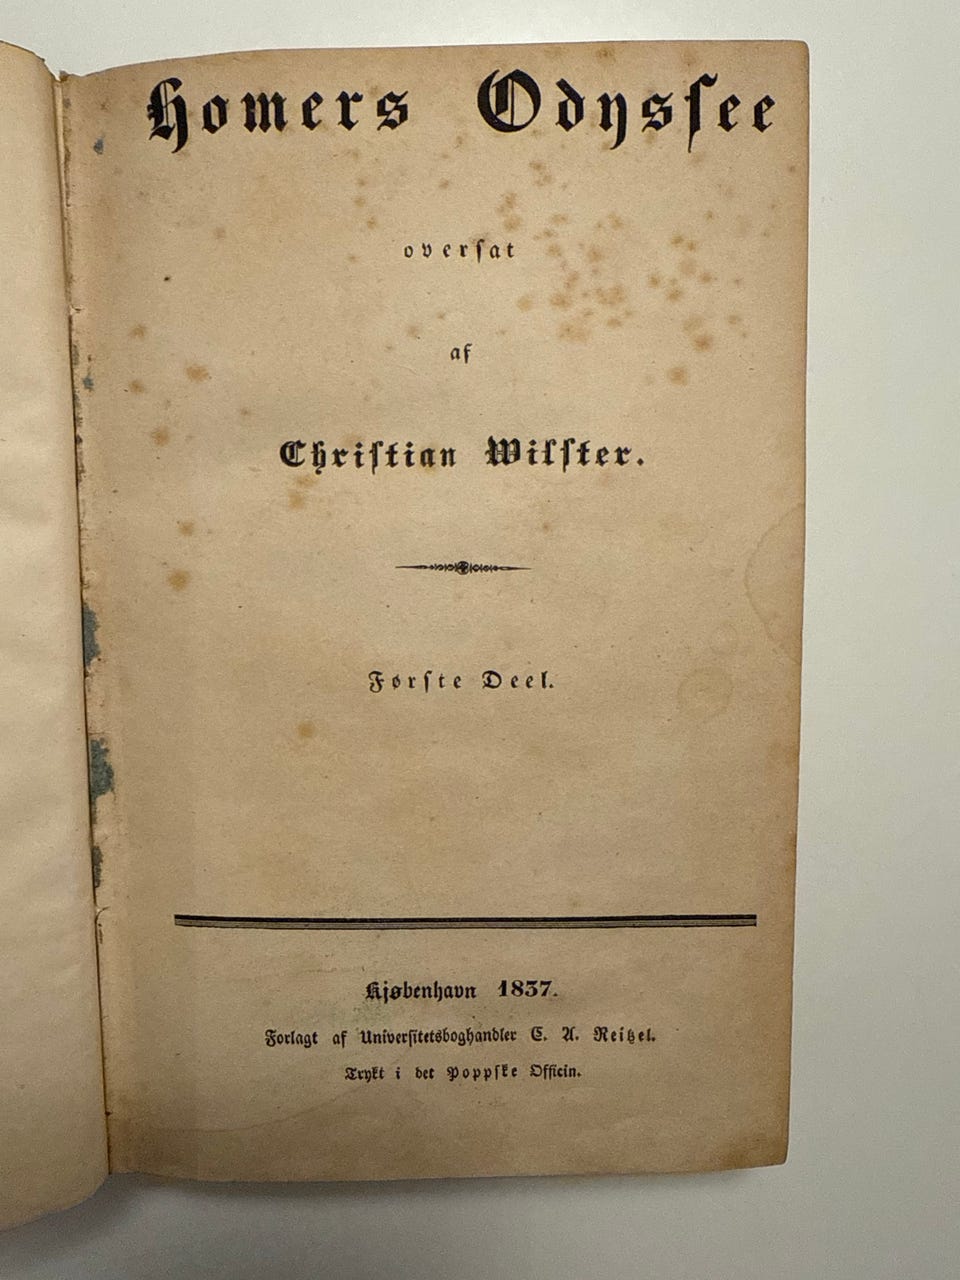 Homers Odyssee
oversat
af
Christian Wilster.
Første Deel.
Kjøbenhavn 1837.
Forlagt af Universitetsboghandler C. A. Reitzel.
Trykt i det Poppske Officin.